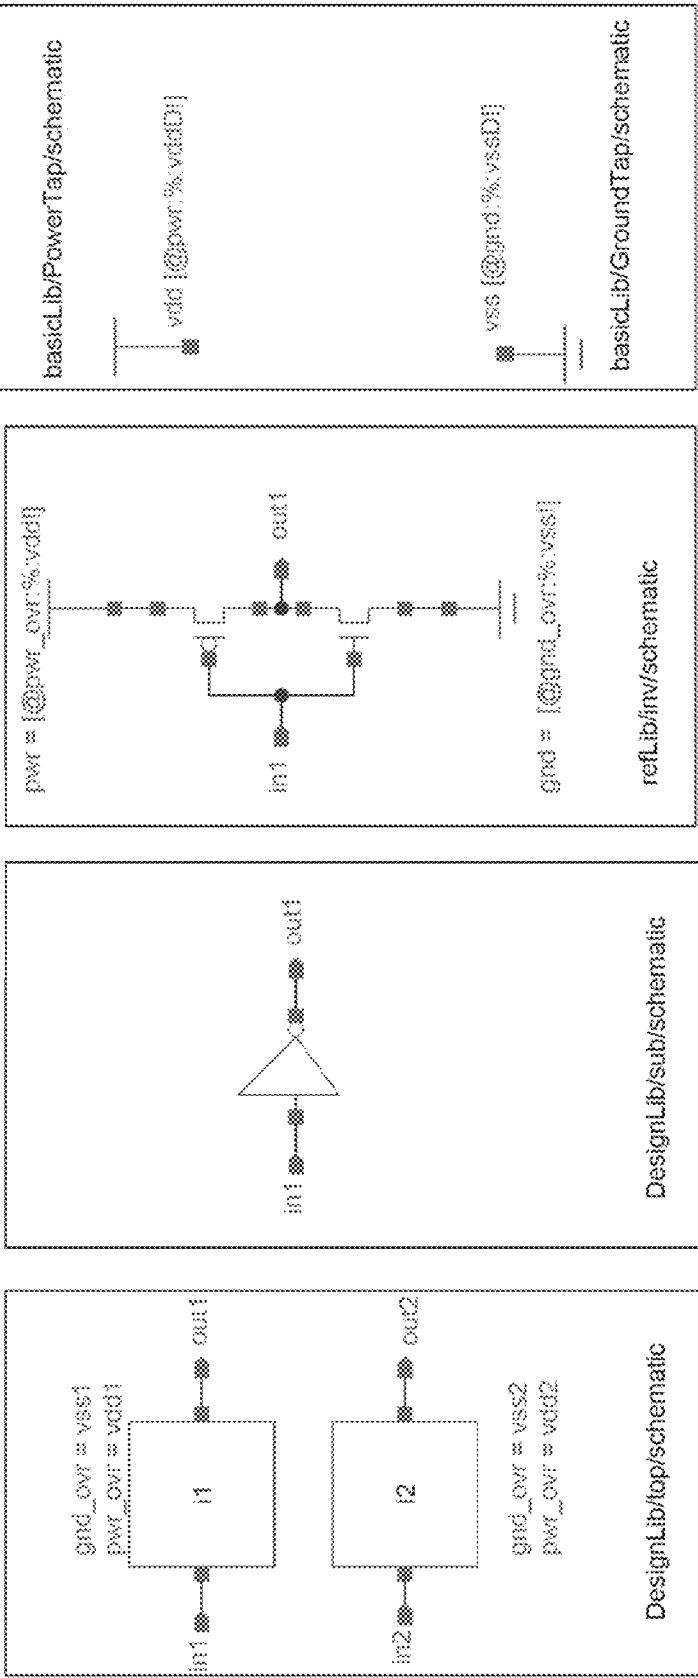 gnd_ovr = vss1
pwr_ovr = vdd1
in1
I1
out1
in2
I2
out2
gnd_ovr = vss2
pwr_ovr = vdd2
DesignLib/top/schematic
in1
out1
DesignLib/sub/schematic
pwr = [@pwr_ovr:%:vdd!]
in1
out1
gnd = [@gnd_ovr:%:vss!]
refLib/inv/schematic
basicLib/PowerTap/schematic
vdd [@pwr:%:vddD!]
vss [@gnd:%:vssD!]
basicLib/GroundTap/schematic